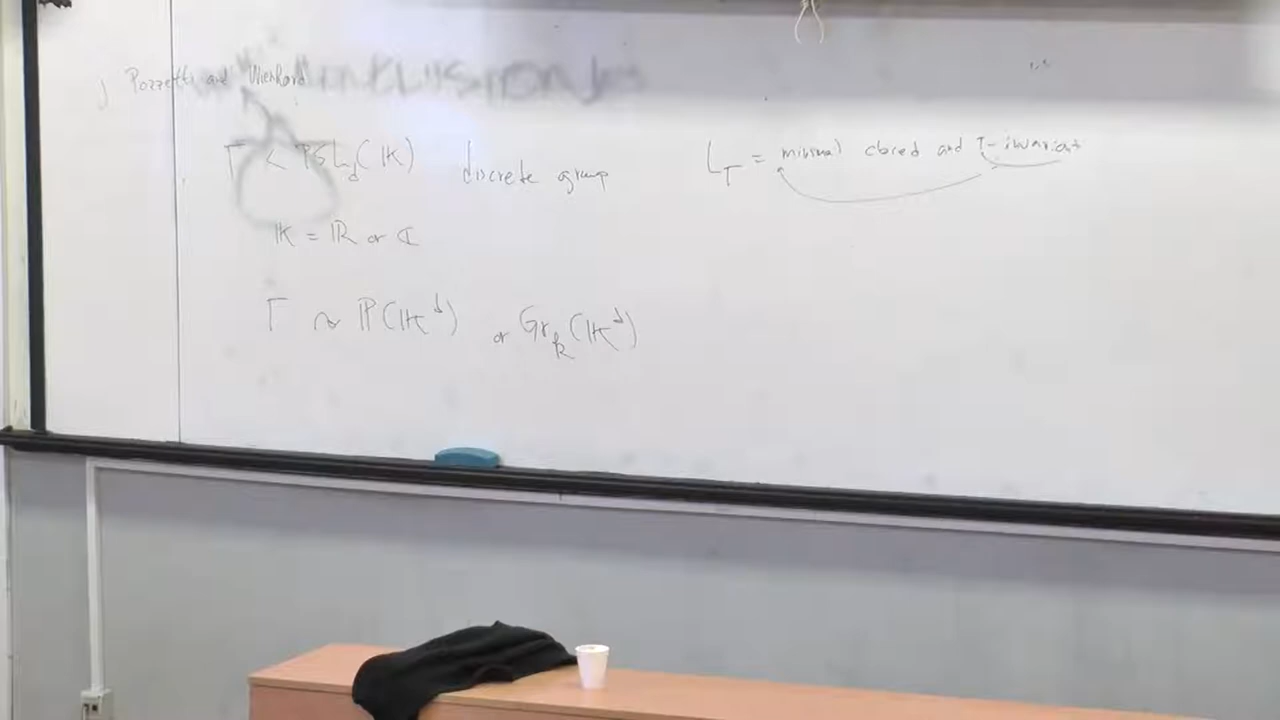 Pozzetti and Wienhard
Γ < PSL_d(𝕂) discrete group
L_Γ = minimal closed and Γ-invariant
𝕂 = ℝ or ℂ
Γ ↷ ℙ(𝕂^d) or Gr_k(𝕂^d)